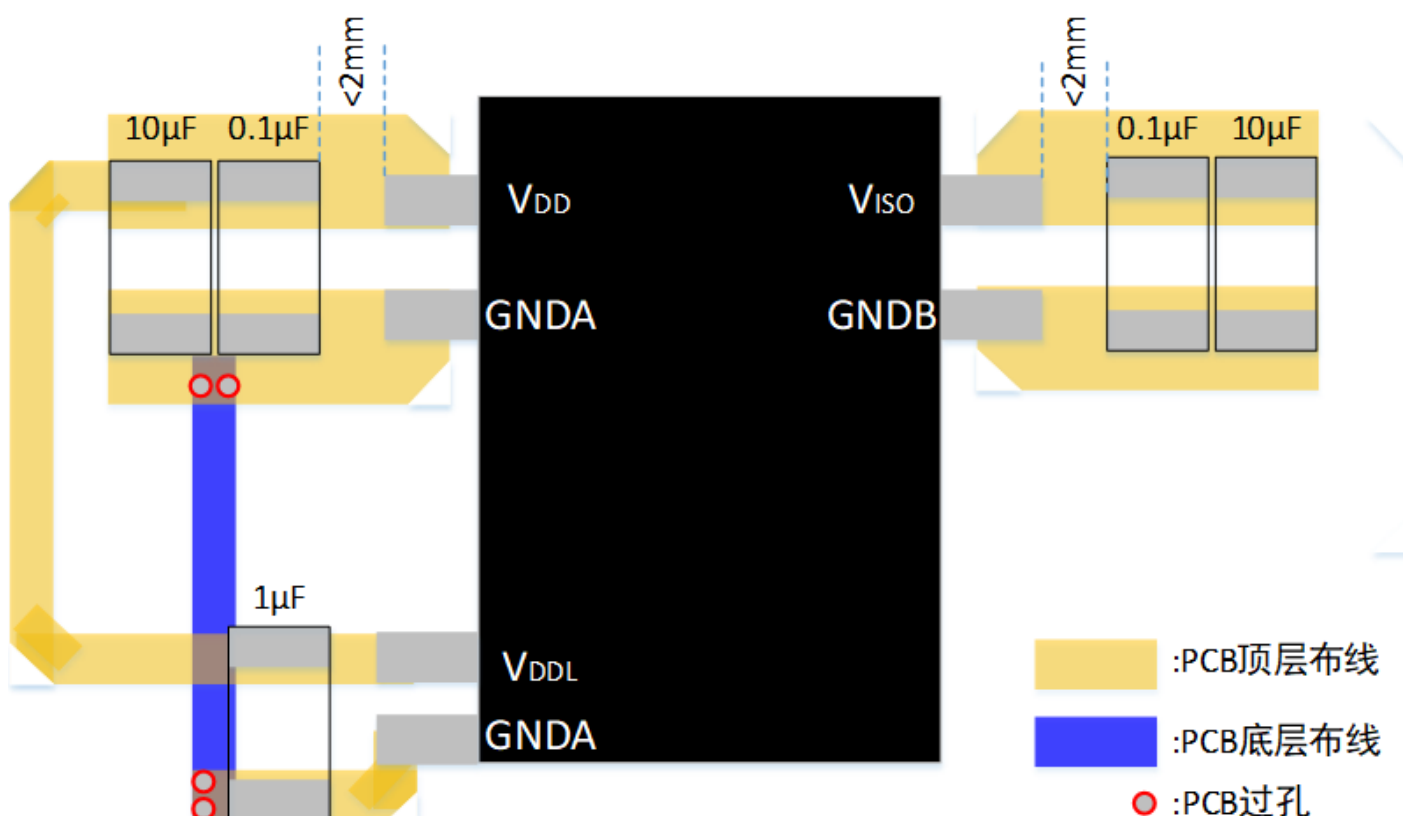 <2mm
<2mm
10μF 0.1μF
0.1μF 10μF
VDD
VISO
GNDA
GNDB
1μF
VDDL
GNDA
:PCB顶层布线
:PCB底层布线
:PCB过孔